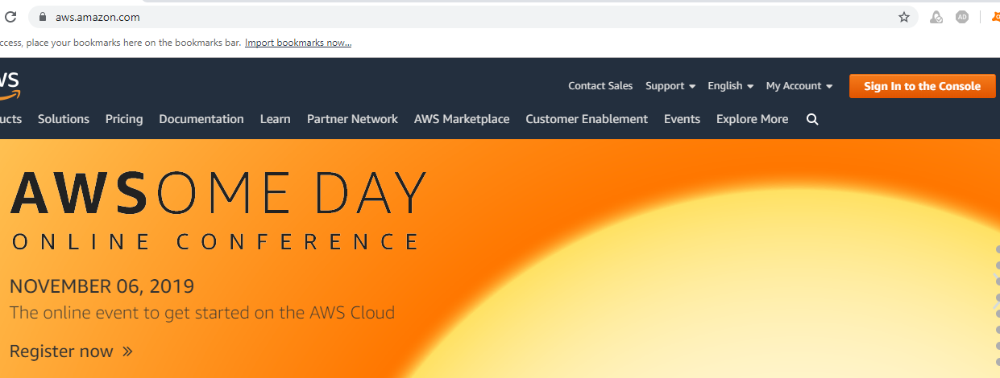 aws.amazon.com
AD
ccess, place your bookmarks here on the bookmarks bar. Import bookmarks now...
ws
Contact Sales Support English My Account Sign In to the Console
ucts Solutions Pricing Documentation Learn Partner Network AWS Marketplace Customer Enablement Events Explore More
AWSOME DAY
ONLINE CONFERENCE
NOVEMBER 06, 2019
The online event to get started on the AWS Cloud
Register now »